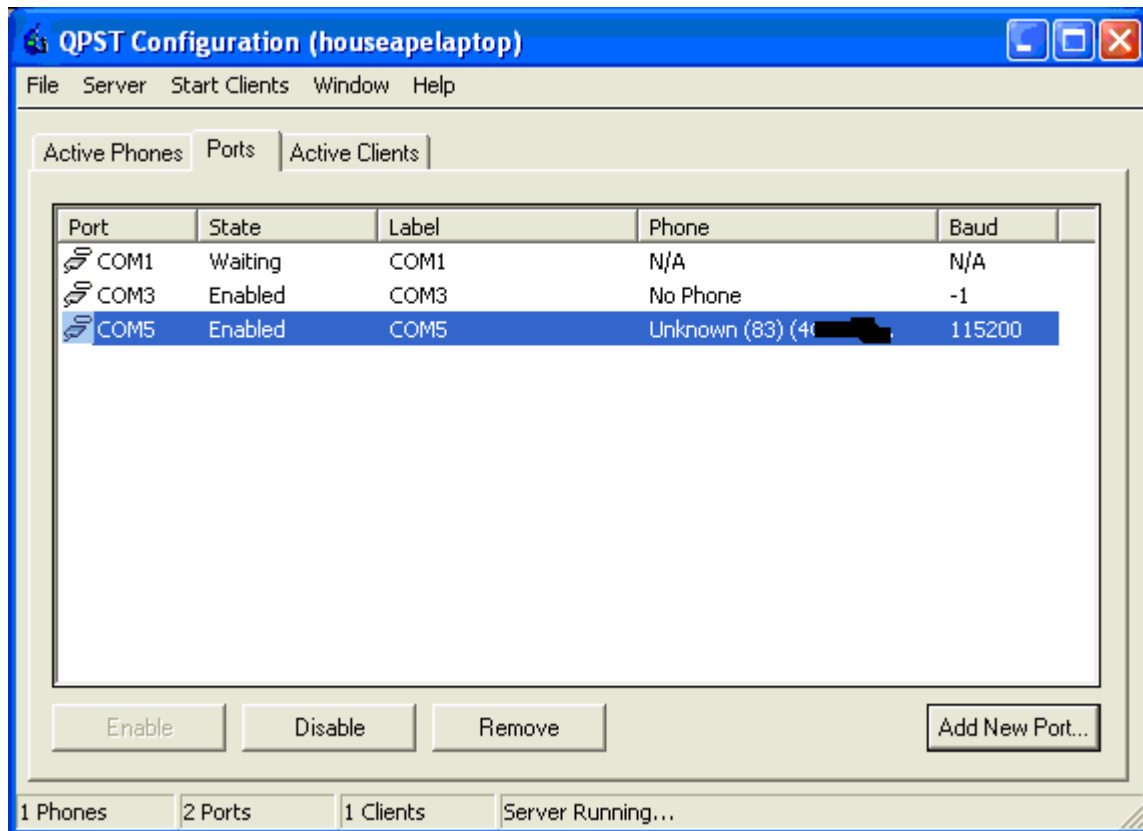 QPST Configuration (houseapelaptop)
File Server Start Clients Window Help
Active Phones Ports Active Clients
Port State Label Phone Baud
COM1 Waiting COM1 N/A N/A
COM3 Enabled COM3 No Phone -1
COM5 Enabled COM5 Unknown (83) (4 115200
Enable Disable Remove Add New Port...
1 Phones 2 Ports 1 Clients Server Running...